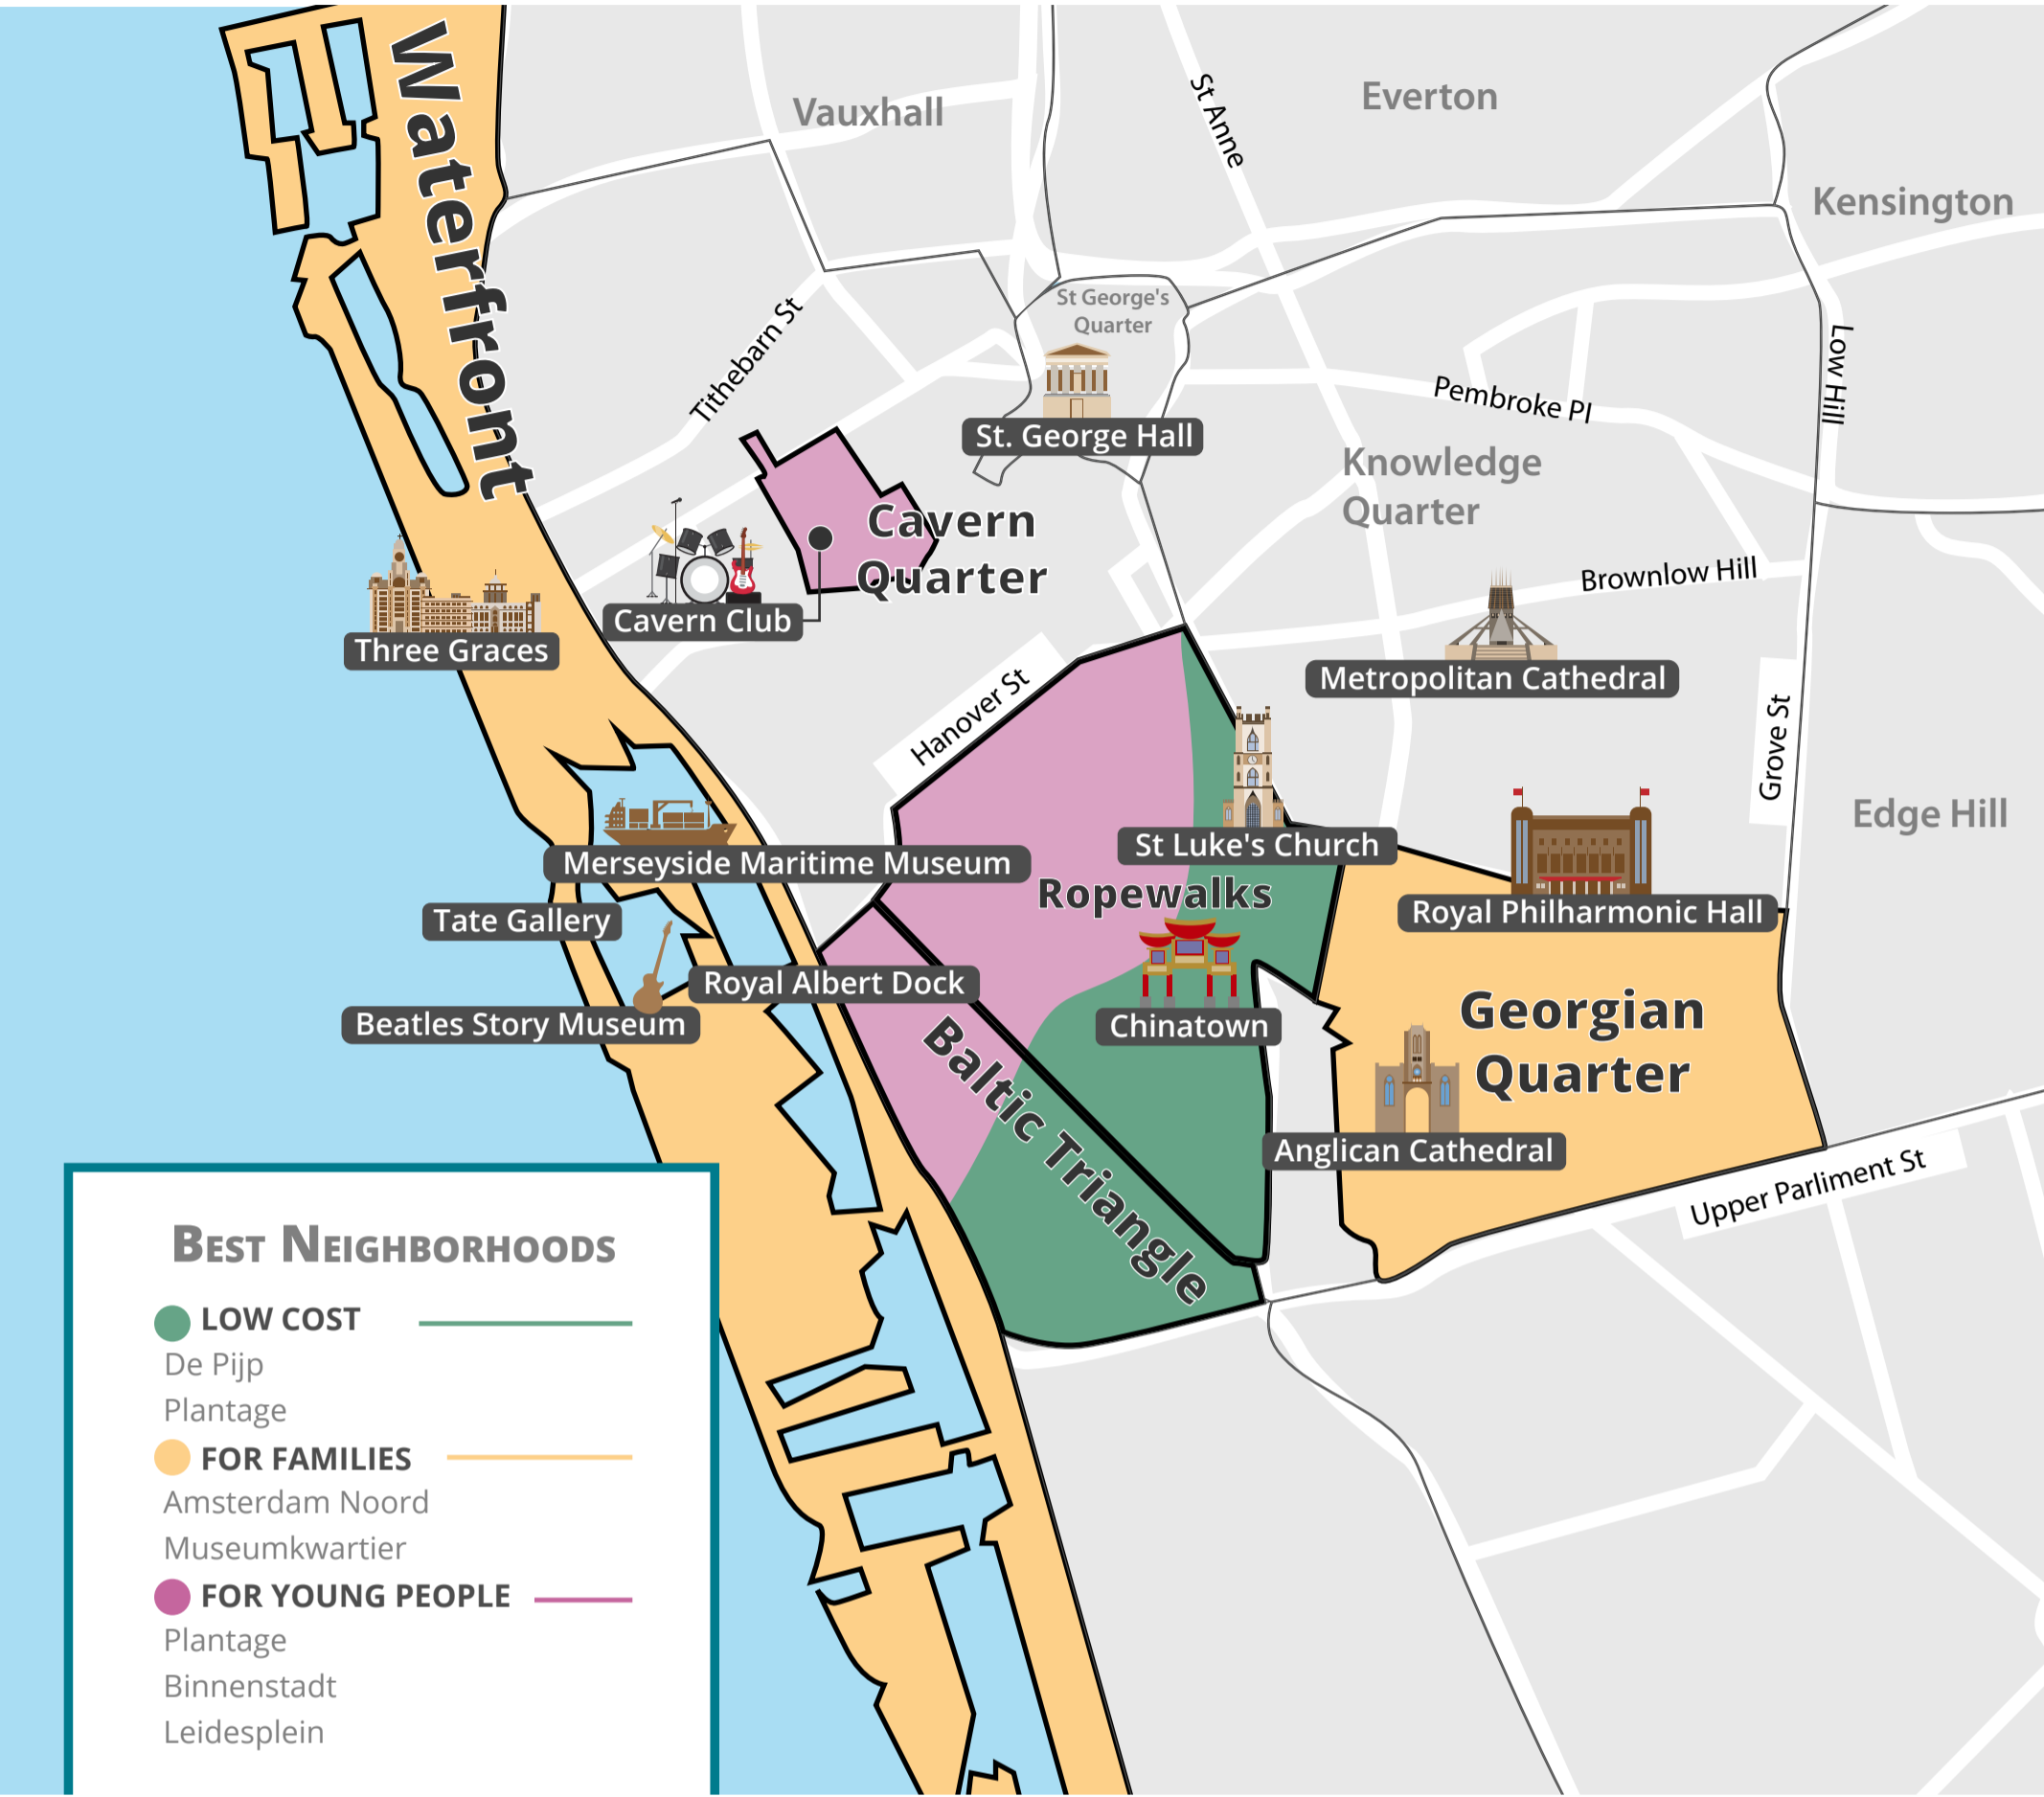 Waterfront
Vauxhall
St Anne
Everton
Kensington
St George's
Quarter
Tithebarn St
St. George Hall
Pembroke Pl
Low Hill
Knowledge
Quarter
Cavern
Quarter
Cavern Club
Three Graces
Brownlow Hill
Metropolitan Cathedral
Hanover St
Grove St
Edge Hill
St Luke's Church
Merseyside Maritime Museum
Ropewalks
Royal Philharmonic Hall
Tate Gallery
Royal Albert Dock
Beatles Story Museum
Chinatown
Georgian
Quarter
Baltic Triangle
Anglican Cathedral
Upper Parliment St
BEST NEIGHBORHOODS
LOW COST
De Pijp
Plantage
FOR FAMILIES
Amsterdam Noord
Museumkwartier
FOR YOUNG PEOPLE
Plantage
Binnenstadt
Leidesplein